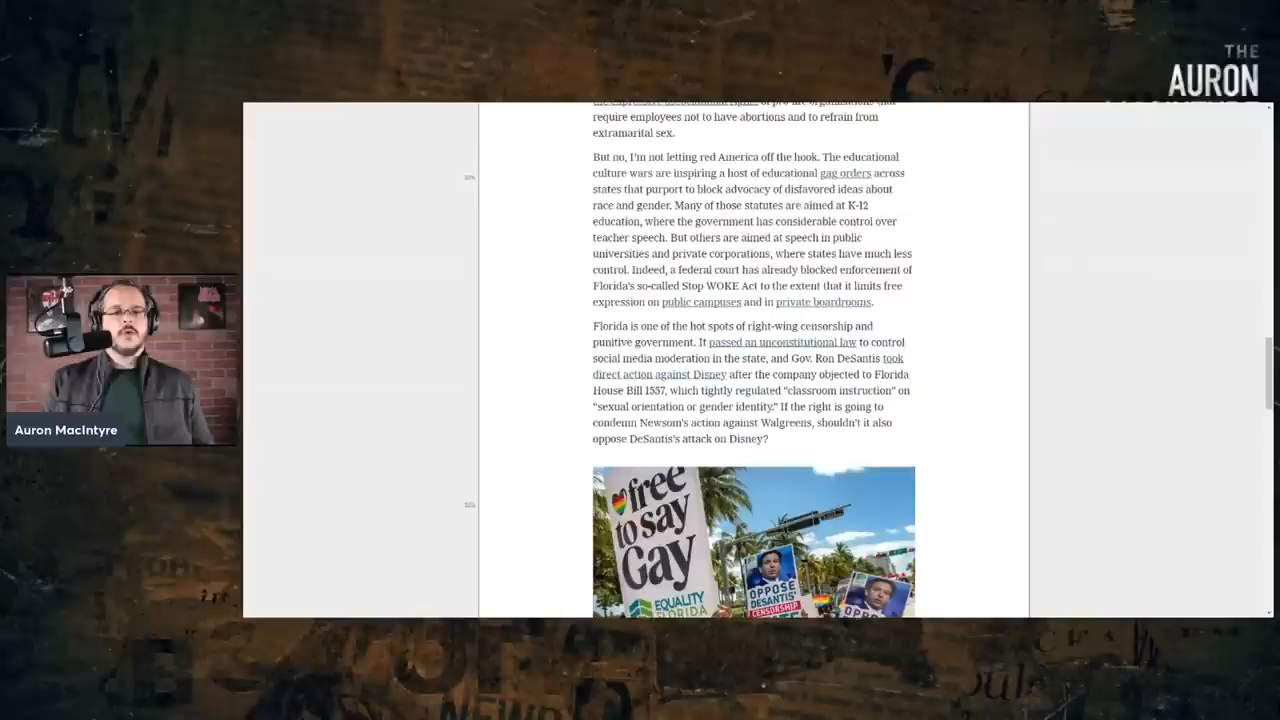 THE
AURON
require employees not to have abortions and to refrain from
extramarital sex.
But no, I'm not letting red America off the hook. The educational
culture wars are inspiring a host of educational gag orders across
states that purport to block advocacy of disfavored ideas about
race and gender. Many of those statutes are aimed at K-12
education, where the government has considerable control over
teacher speech. But others are aimed at speech in public
universities and private corporations, where states have much less
control. Indeed, a federal court has already blocked enforcement of
Florida's so-called Stop WOKE Act to the extent that it limits free
expression on public campuses and in private boardrooms.
Florida is one of the hot spots of right-wing censorship and
punitive government. It passed an unconstitutional law to control
social media moderation in the state, and Gov. Ron DeSantis took
direct action against Disney after the company objected to Florida
House Bill 1557, which tightly regulated “classroom instruction” on
“sexual orientation or gender identity.” If the right is going to
condemn Newsom's action against Walgreens, shouldn't it also
oppose DeSantis's attack on Disney?
free
to say
Gay
EQUALITY
FLORIDA
OPPOSE
DESANTIS'
CENSORSHIP
Auron MacIntyre